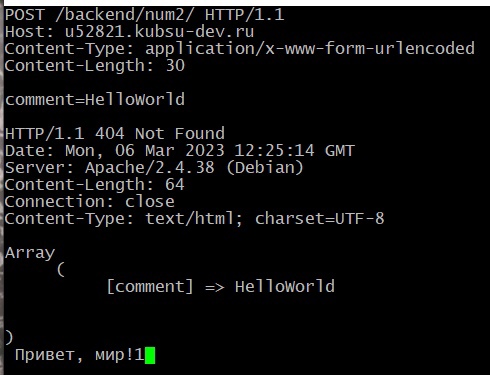 POST /backend/num2/ HTTP/1.1
Host: u52821.kubsu-dev.ru
Content-Type: application/x-www-form-urlencoded
Content-Length: 30
comment=HelloWorld
HTTP/1.1 404 Not Found
Date: Mon, 06 Mar 2023 12:25:14 GMT
Server: Apache/2.4.38 (Debian)
Content-Length: 64
Connection: close
Content-Type: text/html; charset=UTF-8
Array
(
[comment] => HelloWorld
)
Привет, мир!1